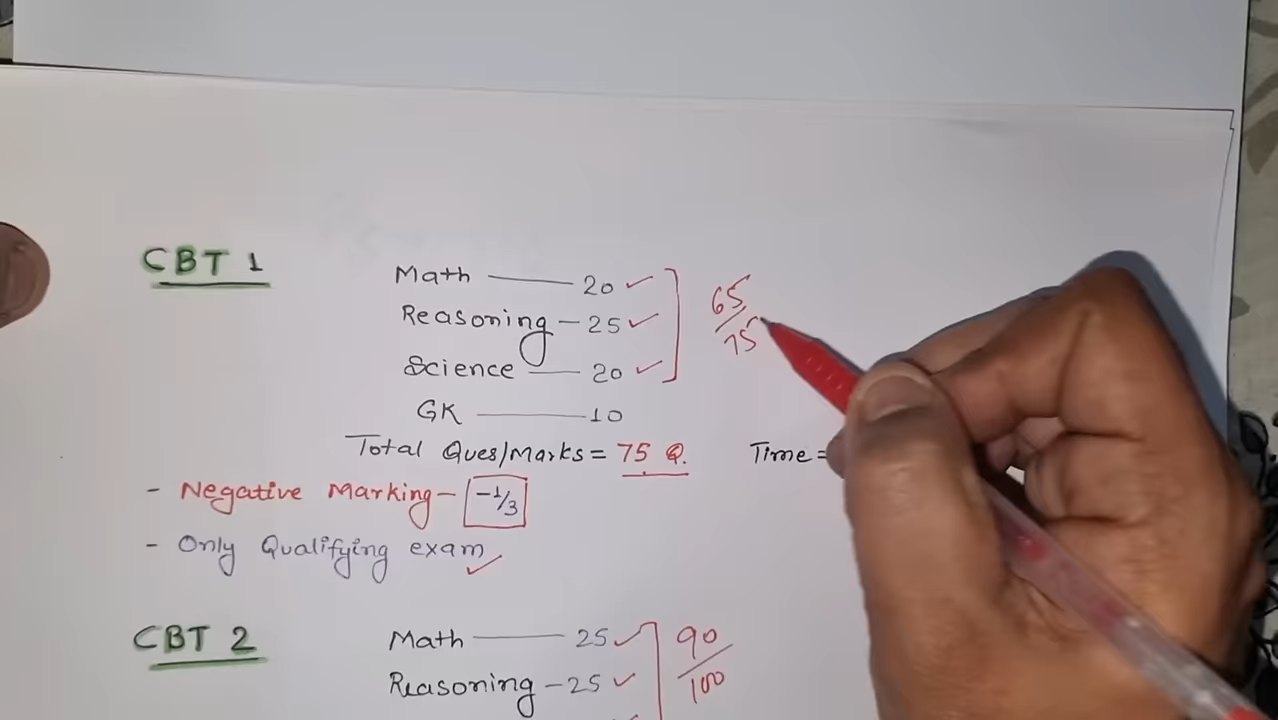 CBT 1
Math — 20 ✓
Reasoning — 25 ✓
Science — 20 ✓
65/75
GK — 10
Total Ques/Marks = 75 Q. Time =
- Negative Marking - -1/3
- Only Qualifying exam ✓
CBT 2
Math — 25 ✓
Reasoning - 25 ✓
90/100